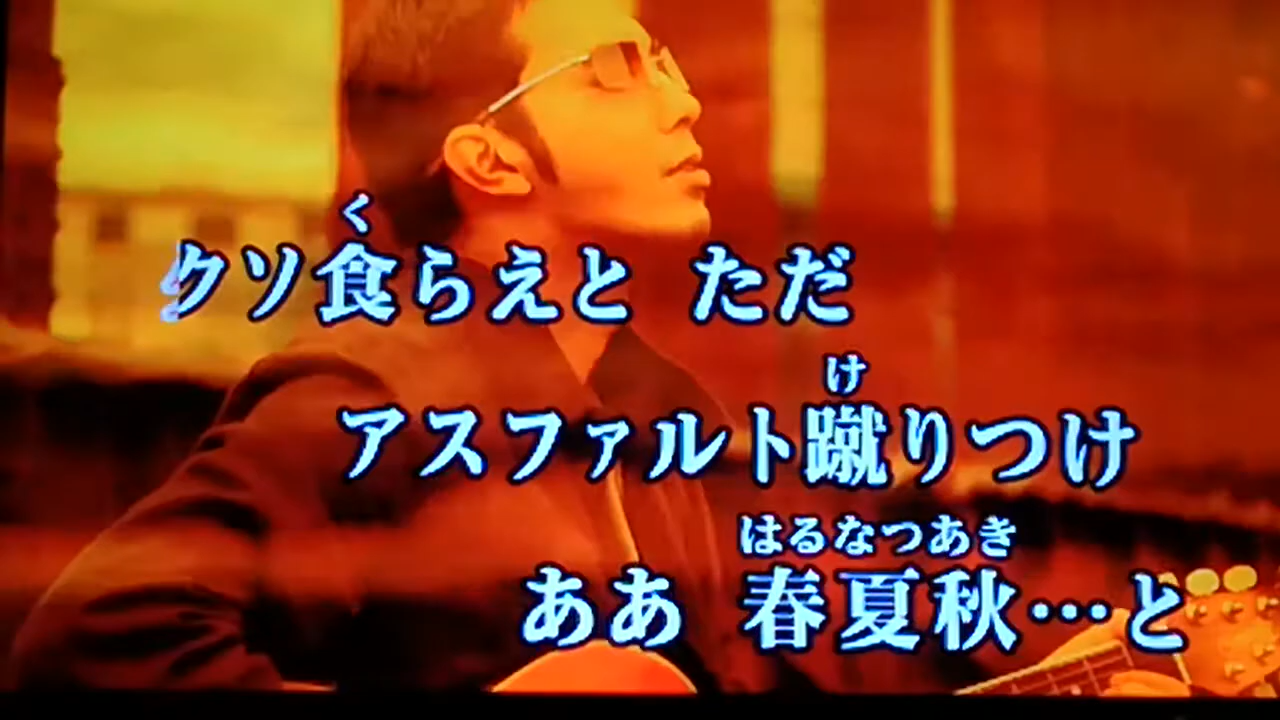 く
クソ食らえと ただ
け
アスファルト蹴りつけ
はるなつあき
ああ 春夏秋…と